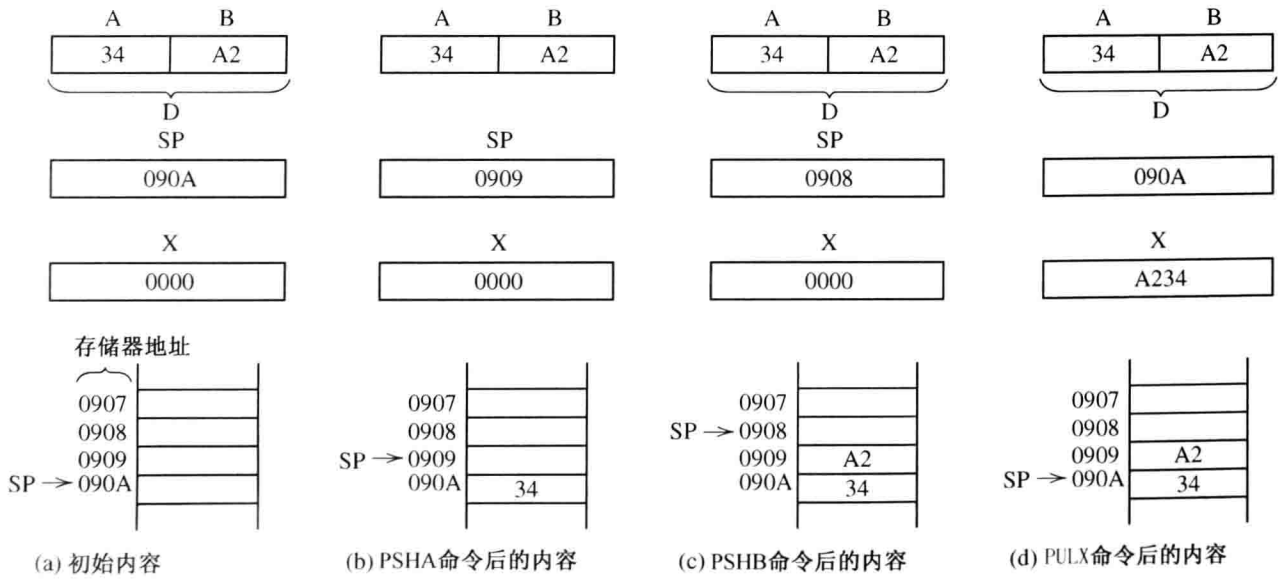 A B A B A B A B
34 A2 34 A2 34 A2 34 A2
D D D
SP SP SP
090A 0909 0908 090A
X X X X
0000 0000 0000 A234
存储器地址
0907 0907 0907 0907
0908 0908 SP 0908 0908
0909 SP 0909 0909 A2 0909 A2
SP 090A 090A 34 090A 34 SP 090A 34
(a) 初始内容 (b) PSHA命令后的内容 (c) PSHB命令后的内容 (d) PULX命令后的内容